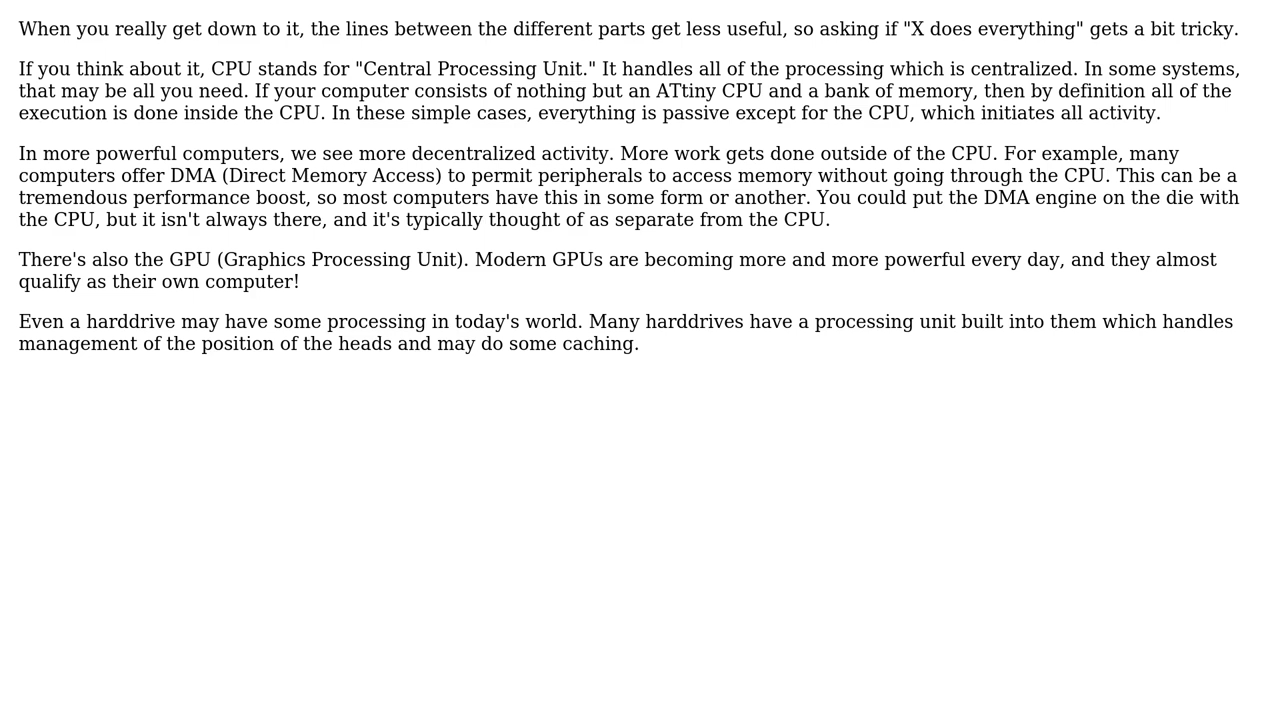 When you really get down to it, the lines between the different parts get less useful, so asking if "X does everything" gets a bit tricky.
If you think about it, CPU stands for "Central Processing Unit." It handles all of the processing which is centralized. In some systems,
that may be all you need. If your computer consists of nothing but an ATtiny CPU and a bank of memory, then by definition all of the
execution is done inside the CPU. In these simple cases, everything is passive except for the CPU, which initiates all activity.
In more powerful computers, we see more decentralized activity. More work gets done outside of the CPU. For example, many
computers offer DMA (Direct Memory Access) to permit peripherals to access memory without going through the CPU. This can be a
tremendous performance boost, so most computers have this in some form or another. You could put the DMA engine on the die with
the CPU, but it isn't always there, and it's typically thought of as separate from the CPU.
There's also the GPU (Graphics Processing Unit). Modern GPUs are becoming more and more powerful every day, and they almost
qualify as their own computer!
Even a harddrive may have some processing in today's world. Many harddrives have a processing unit built into them which handles
management of the position of the heads and may do some caching.